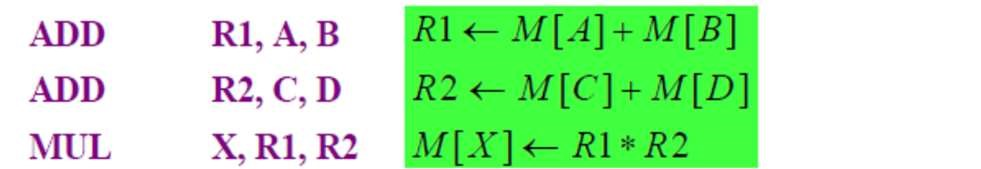 ADD R1, A, B R1 ← M[A] + M[B]
ADD R2, C, D R2 ← M[C] + M[D]
MUL X, R1, R2 M[X] ← R1 * R2